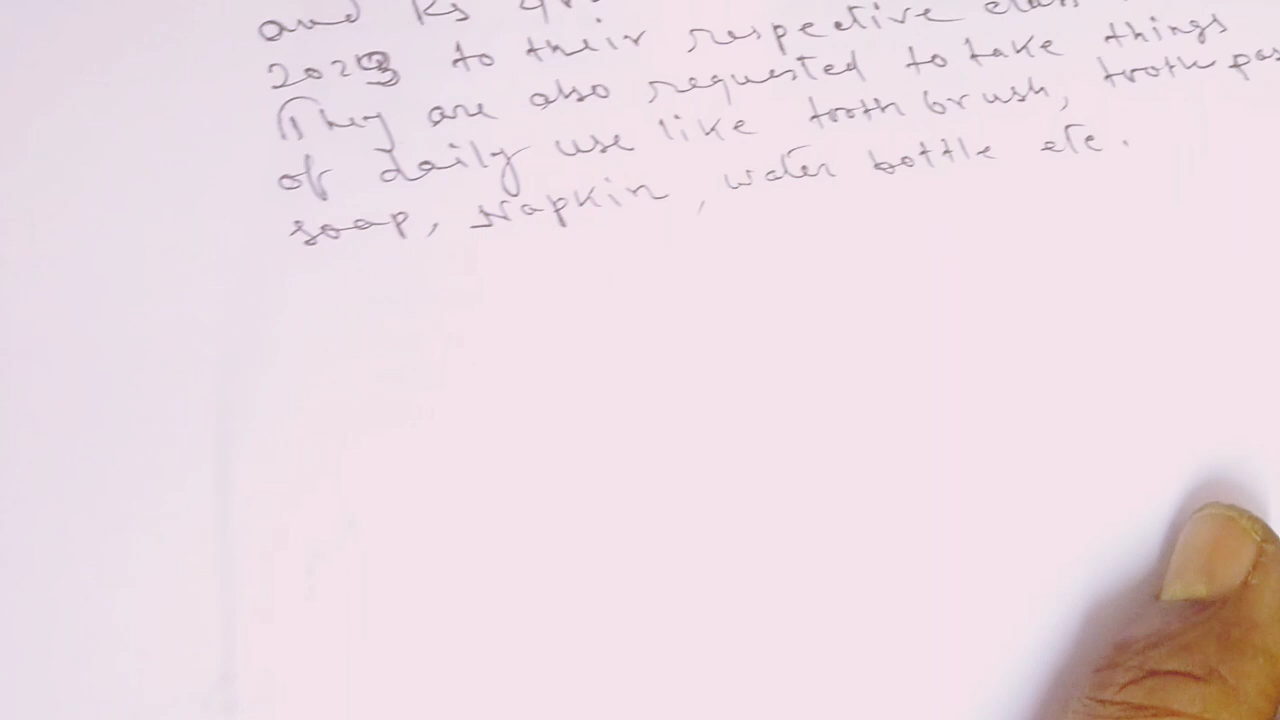 and
2023 to their respective
They are also requested to take things
of daily use like tooth brush, tooth pas
soap, Napkin, water bottle etc.